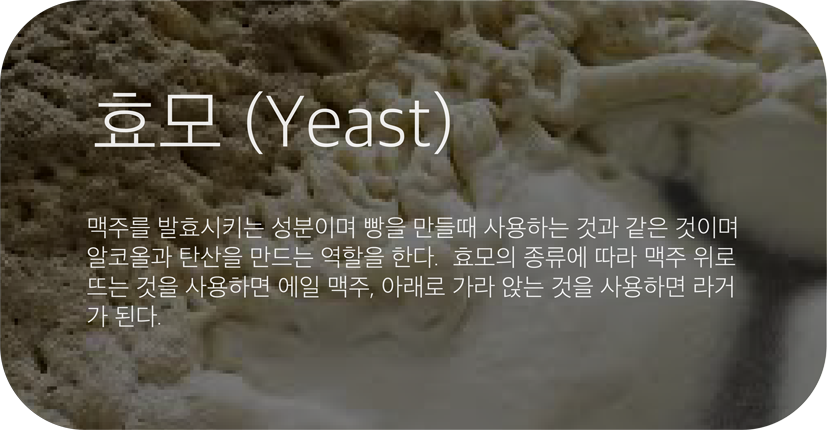 효모 (Yeast)
맥주를 발효시키는 성분이며 빵을 만들때 사용하는 것과 같은 것이며
알코올과 탄산을 만드는 역할을 한다.  효모의 종류에 따라 맥주 위로
뜨는 것을 사용하면 에일 맥주, 아래로 가라 앉는 것을 사용하면 라거
가 된다.